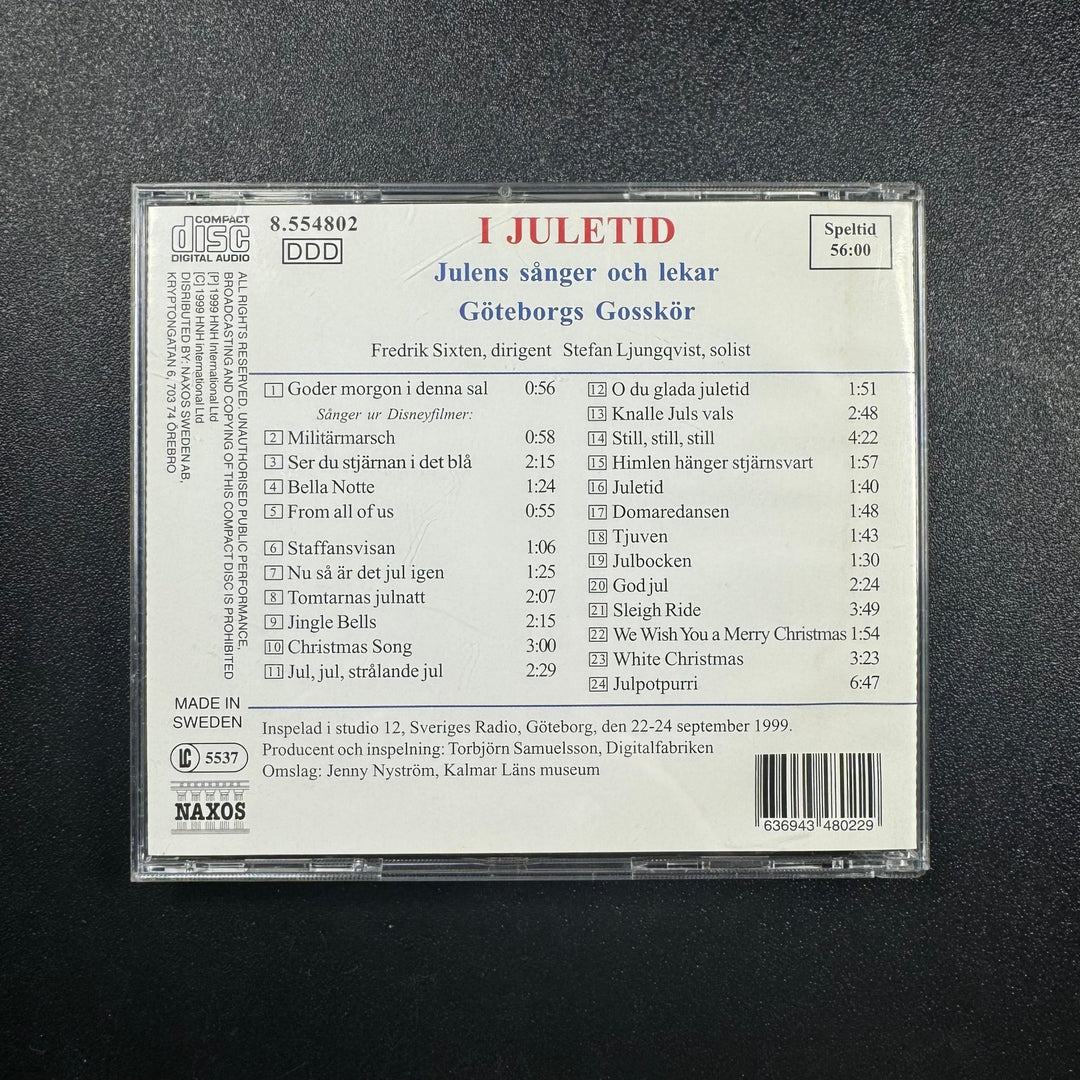 COMPACT
disc
DIGITAL AUDIO
8.554802
DDD
I JULETID
Julens sånger och lekar
Göteborgs Gosskör
Speltid
56:00
Fredrik Sixten, dirigent Stefan Ljungqvist, solist
1 Goder morgon i denna sal 0:56
Sånger ur Disneyfilmer:
2 Militärmarsch 0:58
3 Ser du stjärnan i det blå 2:15
4 Bella Notte 1:24
5 From all of us 0:55
6 Staffansvisan 1:06
7 Nu så är det jul igen 1:25
8 Tomtarnas julnatt 2:07
9 Jingle Bells 2:15
10 Christmas Song 3:00
11 Jul, jul, strålande jul 2:29
12 O du glada juletid 1:51
13 Knalle Juls vals 2:48
14 Still, still, still 4:22
15 Himlen hänger stjärnsvart 1:57
16 Juletid 1:40
17 Domaredansen 1:48
18 Tjuven 1:43
19 Julbocken 1:30
20 God jul 2:24
21 Sleigh Ride 3:49
22 We Wish You a Merry Christmas 1:54
23 White Christmas 3:23
24 Julpotpurri 6:47
ALL RIGHTS RESERVED. UNAUTHORISED PUBLIC PERFORMANCE,
BROADCASTING AND COPYING OF THIS COMPACT DISC IS PROHIBITED
[P] 1999 HNH International Ltd
[C] 1999 HNH International Ltd
DISRIBUTED BY: NAXOS SWEDEN AB,
KRYPTONGATAN 6, 703 74 ÖREBRO
MADE IN
SWEDEN
LC 5537
NAXOS
Inspelad i studio 12, Sveriges Radio, Göteborg, den 22-24 september 1999.
Producent och inspelning: Torbjörn Samuelsson, Digitalfabriken
Omslag: Jenny Nyström, Kalmar Läns museum
636943 480229